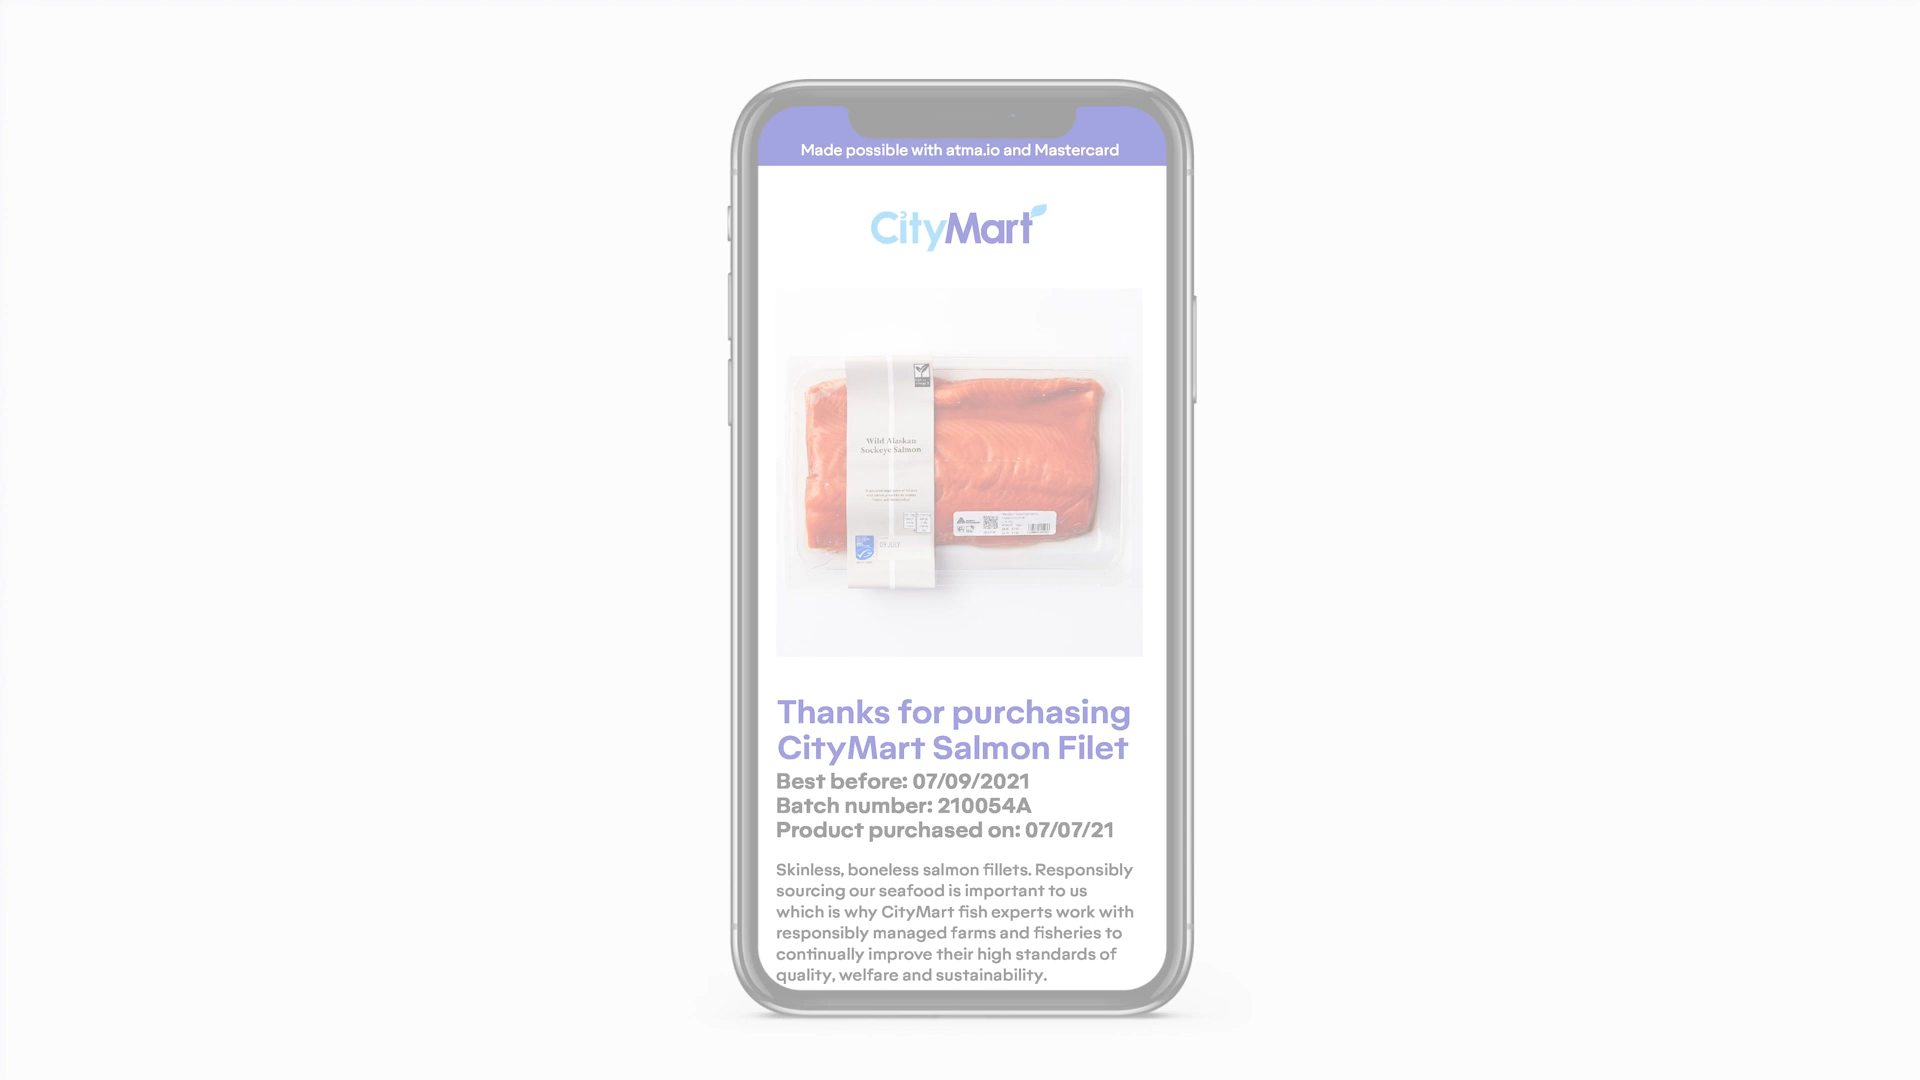 Made possible with atma.io and Mastercard
CityMart
Wild Alaskan
Sockeye Salmon
Thanks for purchasing
CityMart Salmon Filet
Best before: 07/09/2021
Batch number: 210054A
Product purchased on: 07/07/21
Skinless, boneless salmon fillets. Responsibly
sourcing our seafood is important to us
which is why CityMart fish experts work with
responsibly managed farms and fisheries to
continually improve their high standards of
quality, welfare and sustainability.